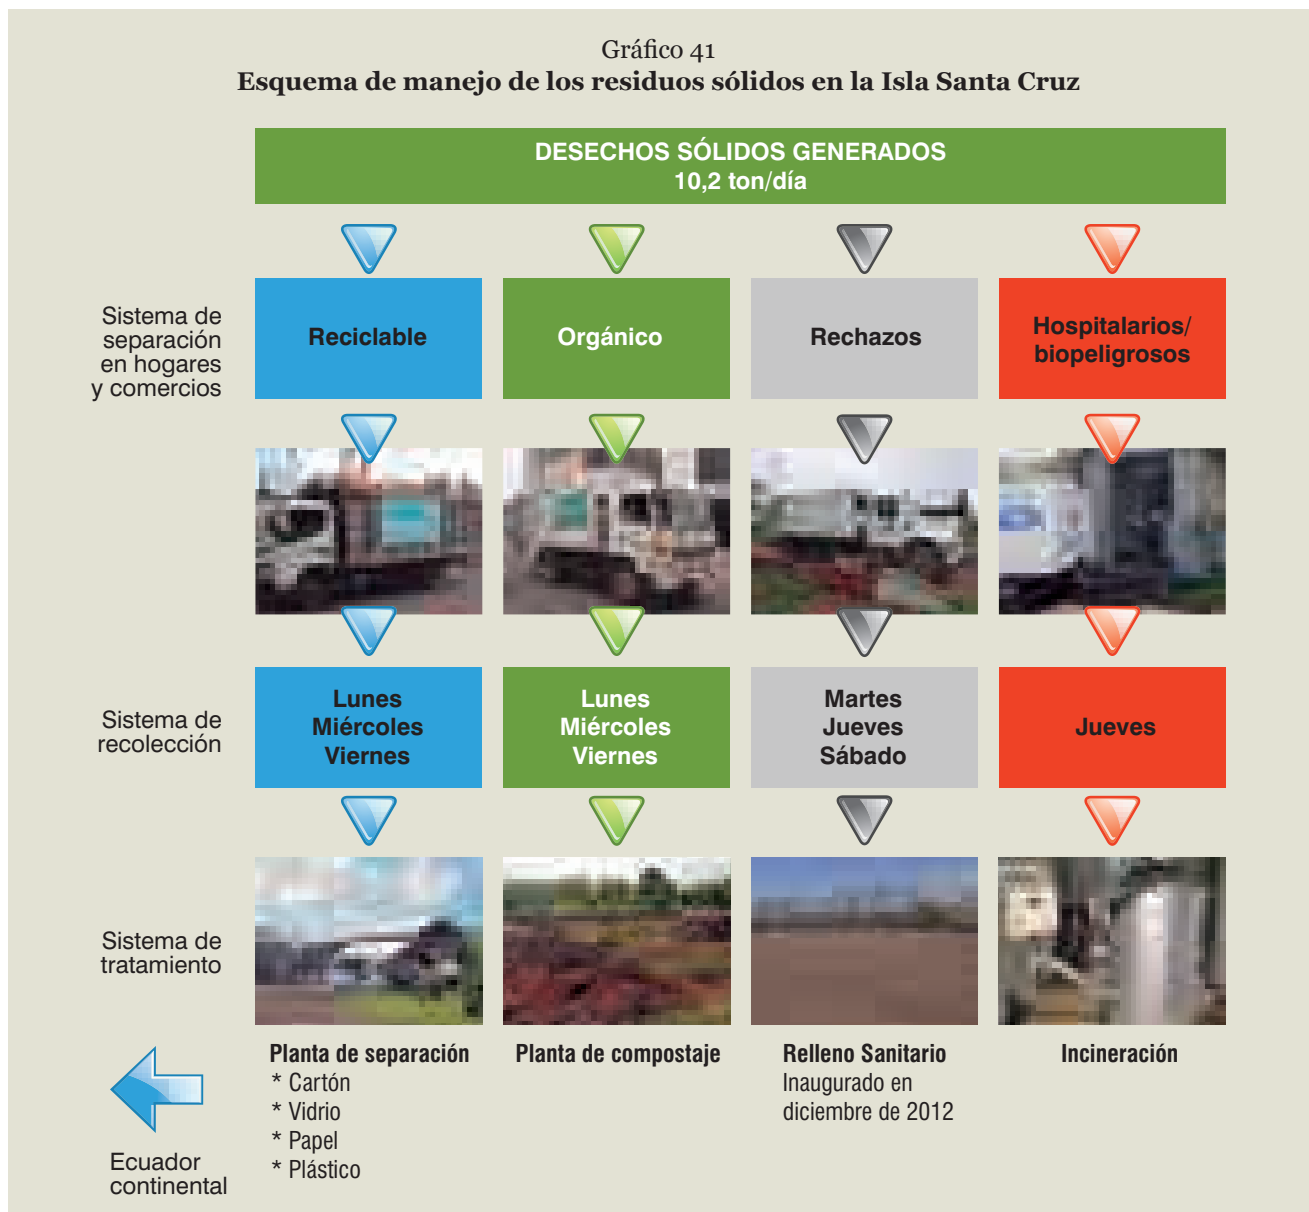 Gráfico 41
Esquema de manejo de los residuos sólidos en la Isla Santa Cruz
DESECHOS SÓLIDOS GENERADOS
10,2 ton/día
Sistema de
separación
en hogares
y comercios
Reciclable
Orgánico
Rechazos
Hospitalarios/
biopeligrosos
Sistema de
recolección
Lunes
Miércoles
Viernes
Lunes
Miércoles
Viernes
Martes
Jueves
Sábado
Jueves
Sistema de
tratamiento
Planta de separación
* Cartón
* Vidrio
* Papel
* Plástico
Planta de compostaje
Relleno Sanitario
Inaugurado en
diciembre de 2012
Incineración
Ecuador
continental